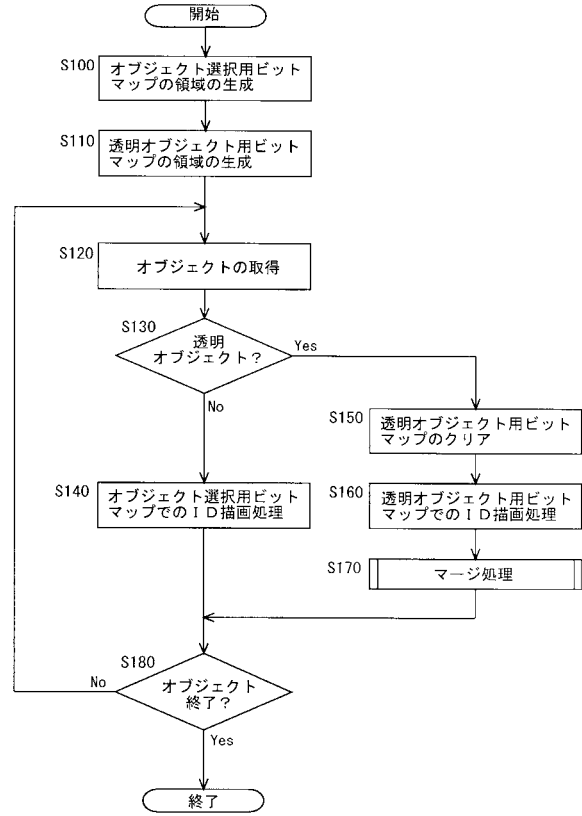 開始
S100
オブジェクト選択用ビット
マップの領域の生成
S110
透明オブジェクト用ビット
マップの領域の生成
S120
オブジェクトの取得
S130
透明
オブジェクト?
Yes
No
S150
透明オブジェクト用ビット
マップのクリア
S140
オブジェクト選択用ビット
マップでのID描画処理
S160
透明オブジェクト用ビット
マップでのID描画処理
S170
マージ処理
S180
オブジェクト
終了?
No
Yes
終了